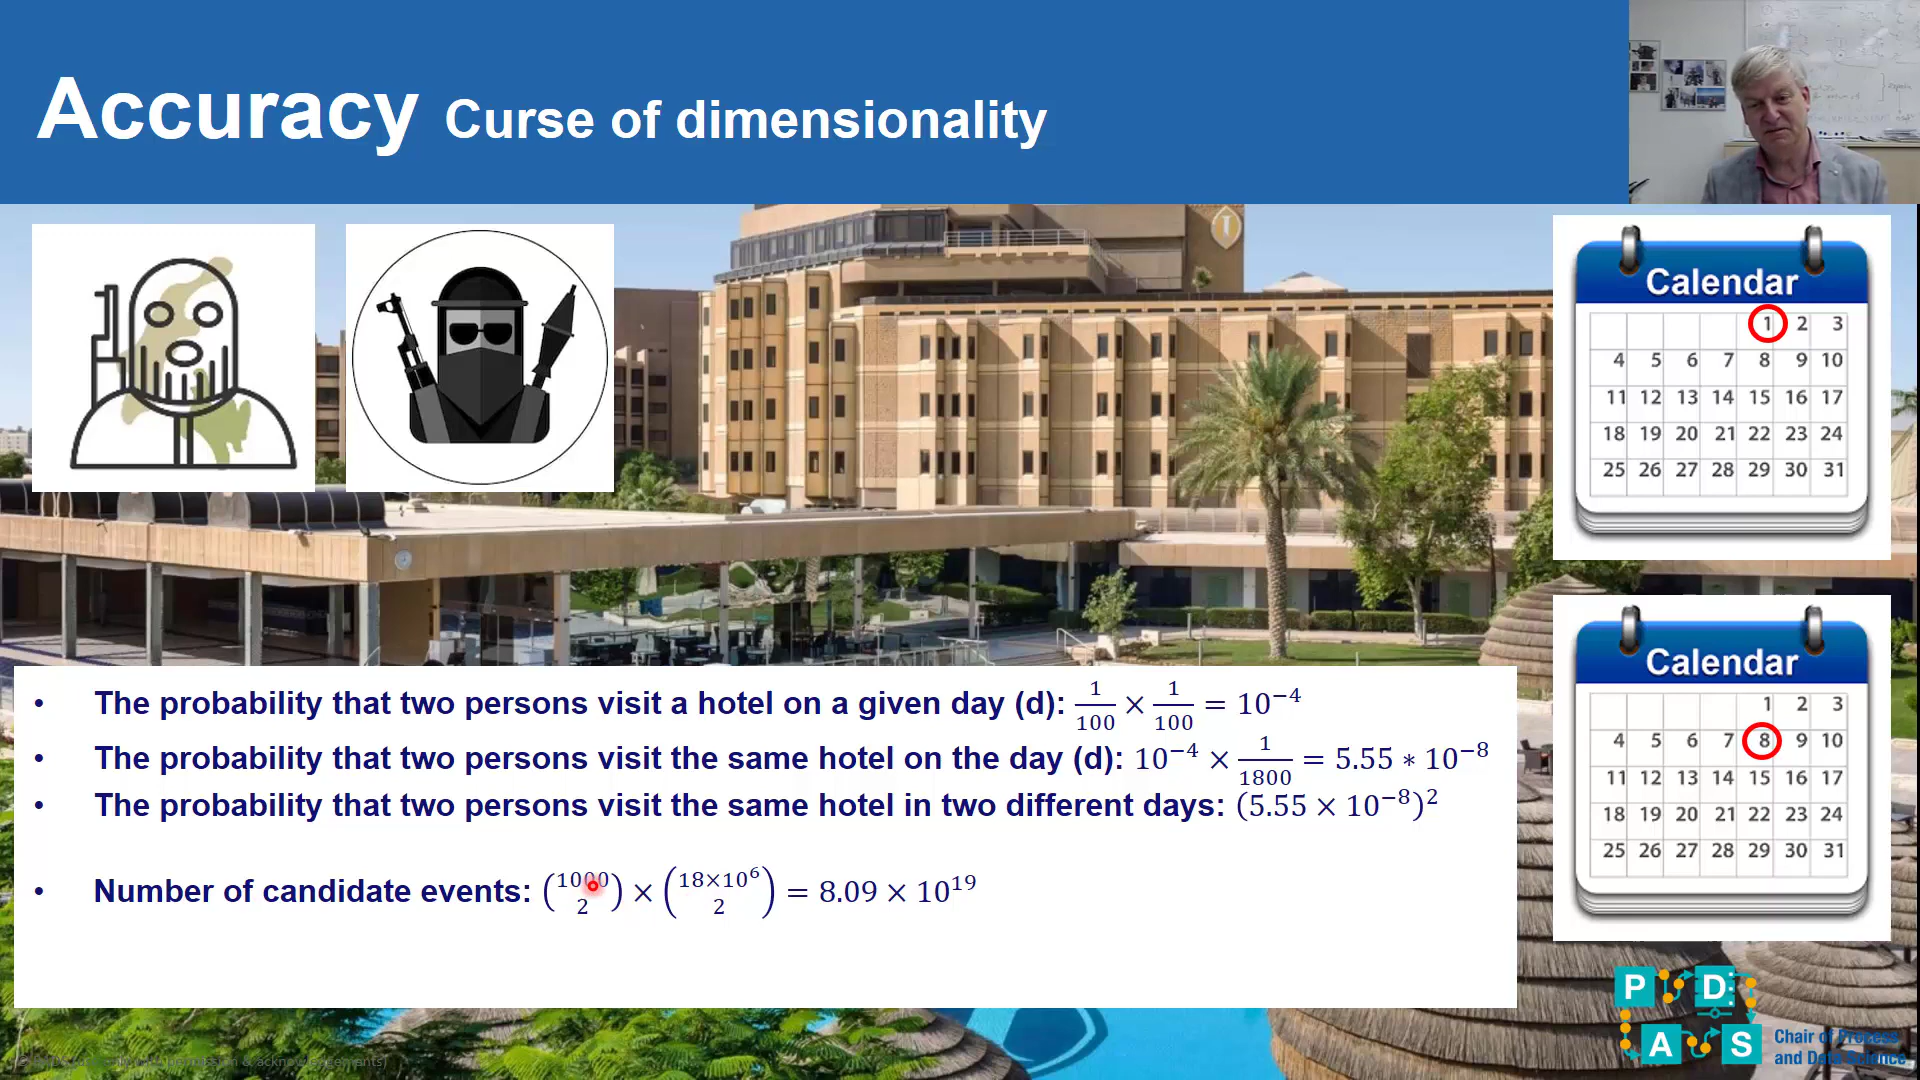 Accuracy Curse of dimensionality
Calendar
1 2 3
4 5 6 7 8 9 10
11 12 13 14 15 16 17
18 19 20 21 22 23 24
25 26 27 28 29 30 31
Calendar
1 2 3
4 5 6 7 8 9 10
11 12 13 14 15 16 17
18 19 20 21 22 23 24
25 26 27 28 29 30 31
• The probability that two persons visit a hotel on a given day (d): 1/100 × 1/100 = 10⁻⁴
• The probability that two persons visit the same hotel on the day (d): 10⁻⁴ × 1/1800 = 5.55 * 10⁻⁸
• The probability that two persons visit the same hotel in two different days: (5.55 × 10⁻⁸)²
• Number of candidate events: (1000 2) × (18×10⁶ 2) = 8.09 × 10¹⁹
P D
A S
Chair of Process
and Data Science
permission & acknowledgements)